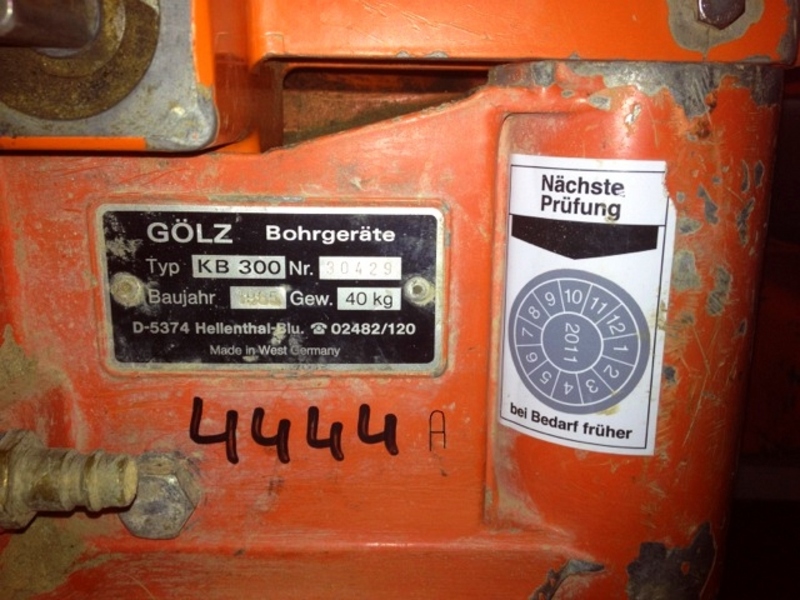 GÖLZ Bohrgeräte
Typ KB 300 Nr. 30429
Baujahr Gew. 40 kg
D-5374 Hellenthal-Blu. ☎ 02482/120
Made in West Germany
4444 A
Nächste
Prüfung
1 2 3 4 5 6 7 8 9 10 11 12
2011
bei Bedarf früher